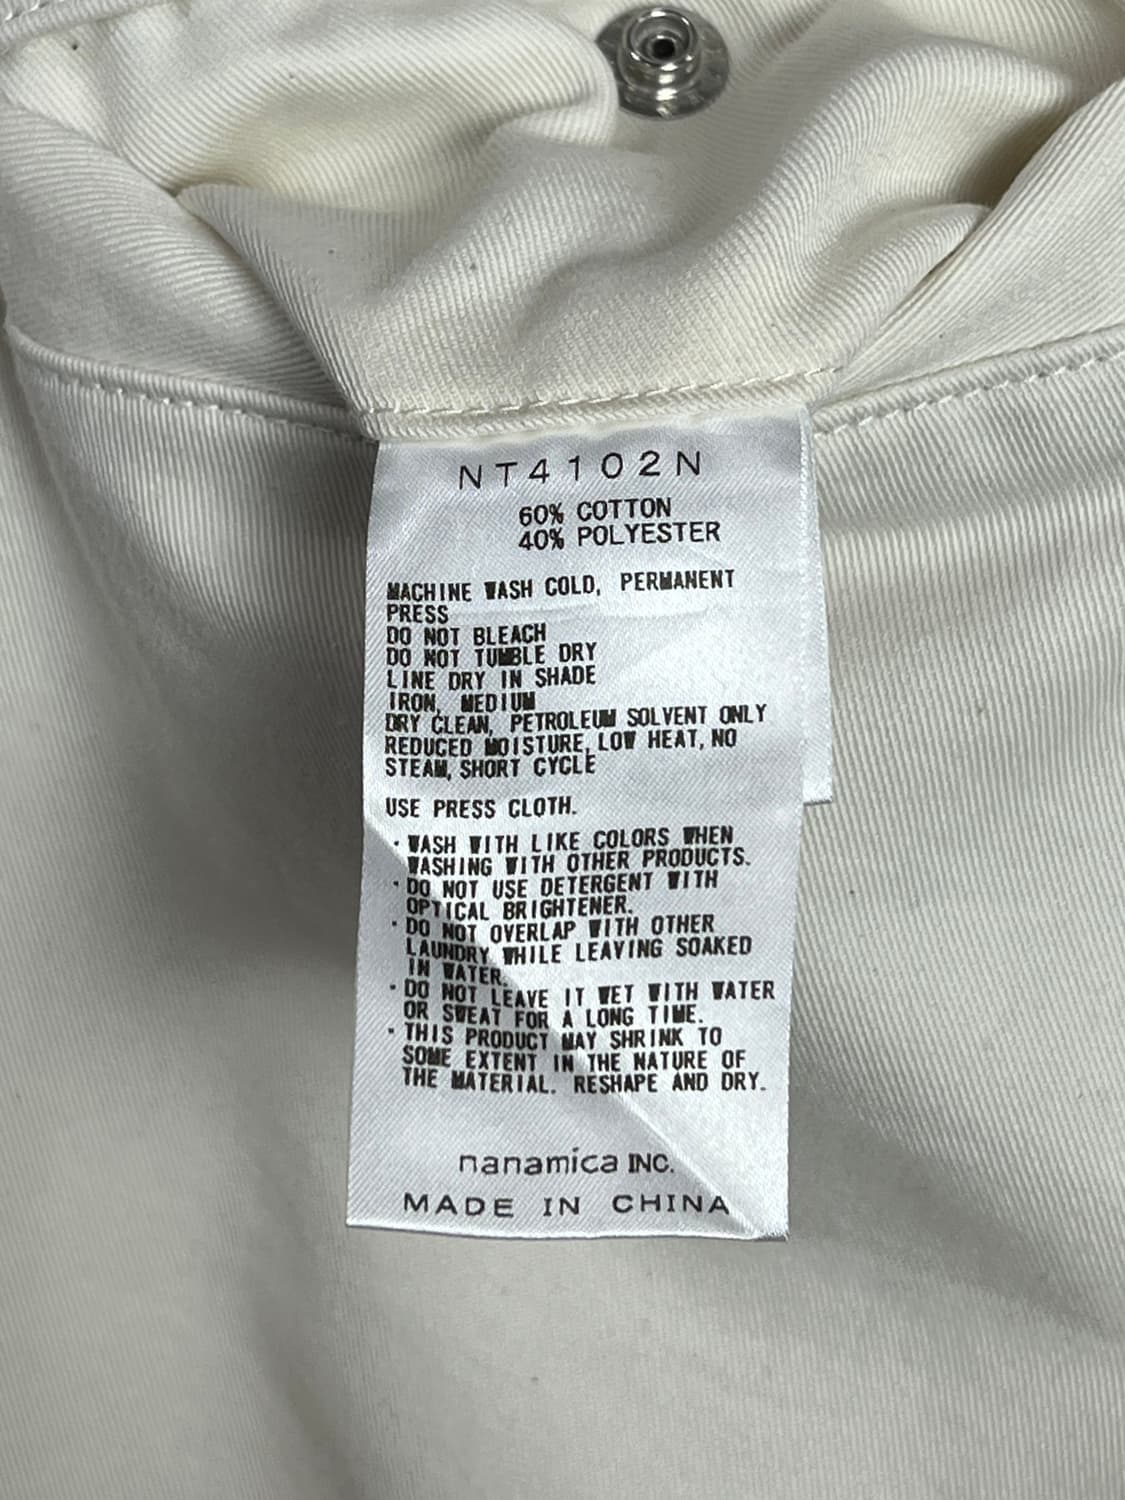 NT4102N
60% COTTON
40% POLYESTER
MACHINE WASH COLD, PERMANENT
PRESS
DO NOT BLEACH
DO NOT TUMBLE DRY
LINE DRY IN SHADE
IRON, MEDIUM
DRY CLEAN, PETROLEUM SOLVENT ONLY
REDUCED MOISTURE, LOW HEAT, NO
STEAM, SHORT CYCLE
USE PRESS CLOTH.
· WASH WITH LIKE COLORS WHEN
WASHING WITH OTHER PRODUCTS.
· DO NOT USE DETERGENT WITH
OPTICAL BRIGHTENER.
· DO NOT OVERLAP WITH OTHER
LAUNDRY WHILE LEAVING SOAKED
IN WATER.
· DO NOT LEAVE IT WET WITH WATER
OR SWEAT FOR A LONG TIME.
· THIS PRODUCT MAY SHRINK TO
SOME EXTENT IN THE NATURE OF
THE MATERIAL. RESHAPE AND DRY.
nanamica INC.
MADE IN CHINA